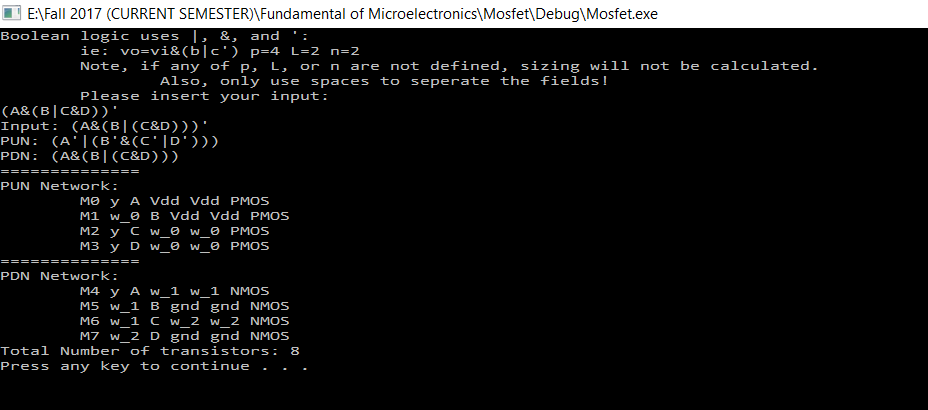 E:\Fall 2017 (CURRENT SEMESTER)\Fundamental of Microelectronics\Mosfet\Debug\Mosfet.exe
Boolean logic uses |, &, and ':
ie: vo=vi&(b|c') p=4 L=2 n=2
Note, if any of p, L, or n are not defined, sizing will not be calculated.
Also, only use spaces to seperate the fields!
Please insert your input:
(A&(B|C&D))'
Input: (A&(B|(C&D)))'
PUN: (A'|(B'&(C'|D')))
PDN: (A&(B|(C&D)))
==============
PUN Network:
M0 y A Vdd Vdd PMOS
M1 w_0 B Vdd Vdd PMOS
M2 y C w_0 w_0 PMOS
M3 y D w_0 w_0 PMOS
==============
PDN Network:
M4 y A w_1 w_1 NMOS
M5 w_1 B gnd gnd NMOS
M6 w_1 C w_2 w_2 NMOS
M7 w_2 D gnd gnd NMOS
Total Number of transistors: 8
Press any key to continue . . .